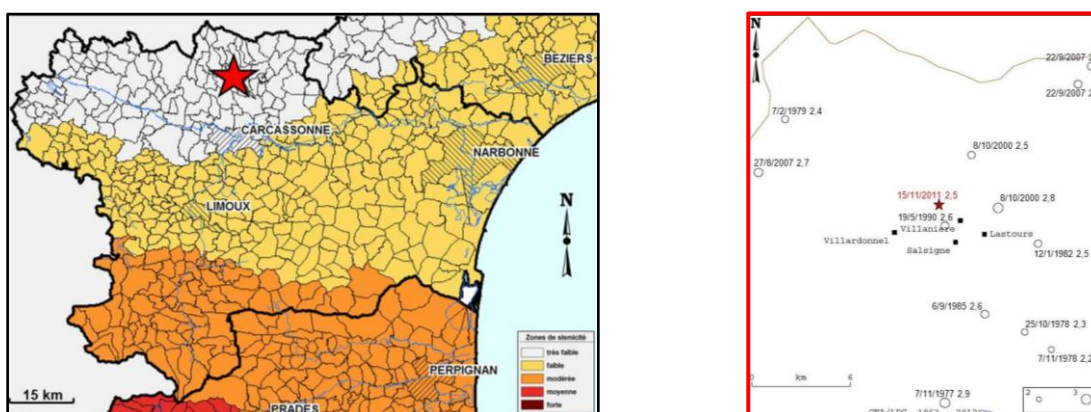 BEZIERS
CARCASSONNE
NARBONNE
LIMOUX
N
Zones de sismicité
très faible
faible
modérée
moyenne
forte
PERPIGNAN
15 km
PRADES
N
22/9/2007
22/9/2007
7/2/1979 2.4
8/10/2000 2,5
27/8/2007 2,7
15/11/2011 2,5
8/10/2000 2,8
19/5/1990 2,6
Villanière
Villardonnel
Lastours
Salsigne
12/1/1982 2,5
6/9/1985 2,6
25/10/1978 2,3
7/11/1978 2,2
0 km 6
7/11/1977 2,9
2 3